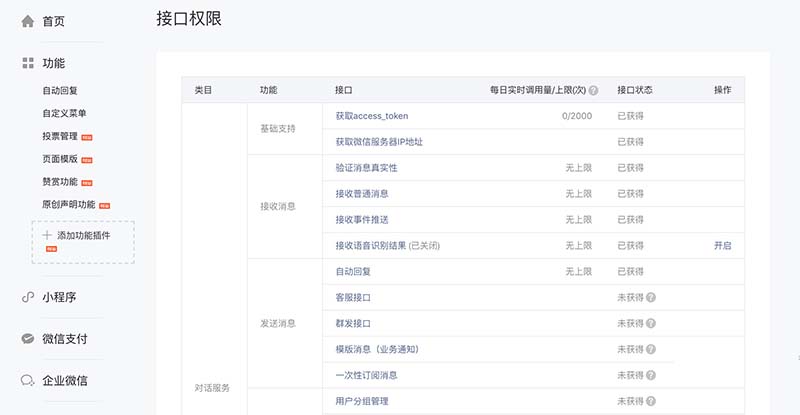 首页
接口权限
功能
自动回复
自定义菜单
投票管理 NEW
页面模版 NEW
赞赏功能 NEW
原创声明功能 NEW
添加功能插件
NEW
小程序
微信支付
企业微信
类目 功能 接口 每日实时调用量/上限(次) ? 接口状态 操作
对话服务
基础支持
获取access_token 0/2000 已获得
获取微信服务器IP地址 已获得
接收消息
验证消息真实性 无上限 已获得
接收普通消息 无上限 已获得
接收事件推送 无上限 已获得
接收语音识别结果 (已关闭) 无上限 已获得 开启
发送消息
自动回复 无上限 已获得
客服接口 未获得 ?
群发接口 未获得 ?
模版消息（业务通知） 未获得 ?
一次性订阅消息 未获得 ?
用户分组管理 未获得 ?